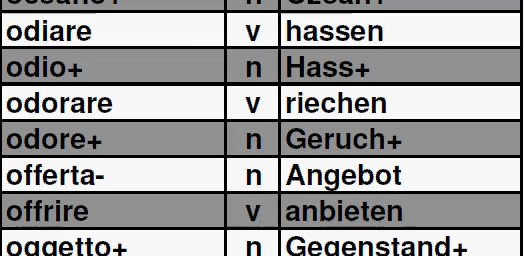 odiare v hassen
odio+ n Hass+
odorare v riechen
odore+ n Geruch+
offerta- n Angebot
offrire v anbieten
oggetto+ n Gegenstand+